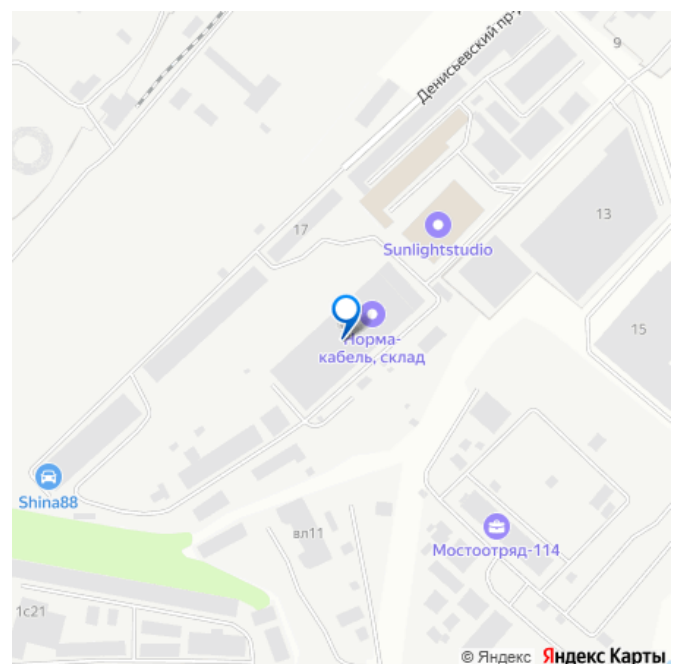 Денисьевский пр-
9
17
13
Sunlightstudio
15
Норма-
кабель, склад
Shina88
вл11
Мостоотряд-114
1с21
© Яндекс Яндекс Карты